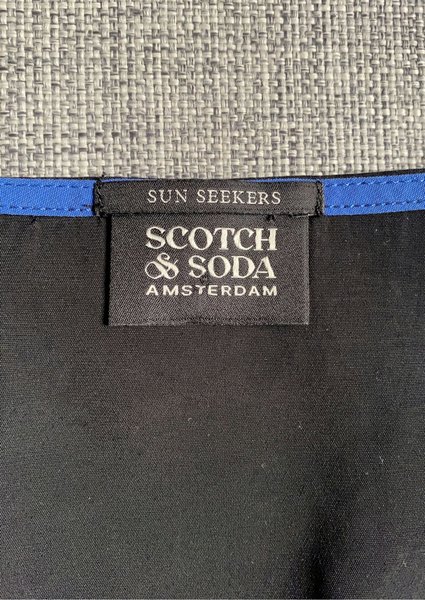 SUN SEEKERS
SCOTCH
& SODA
AMSTERDAM